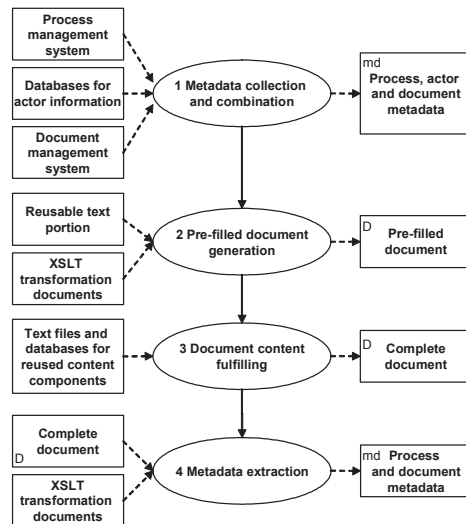 Process
management
system
Databases for
actor information
Document
management
system
1 Metadata collection
and combination
md
Process, actor
and document
metadata
Reusable text
portion
XSLT
transformation
documents
2 Pre-filled document
generation
D
Pre-filled
document
Text files and
databases for
reused content
components
3 Document content
fulfilling
D
Complete
document
Complete
document
D
XSLT
transformation
documents
4 Metadata extraction
md
Process
and document
metadata